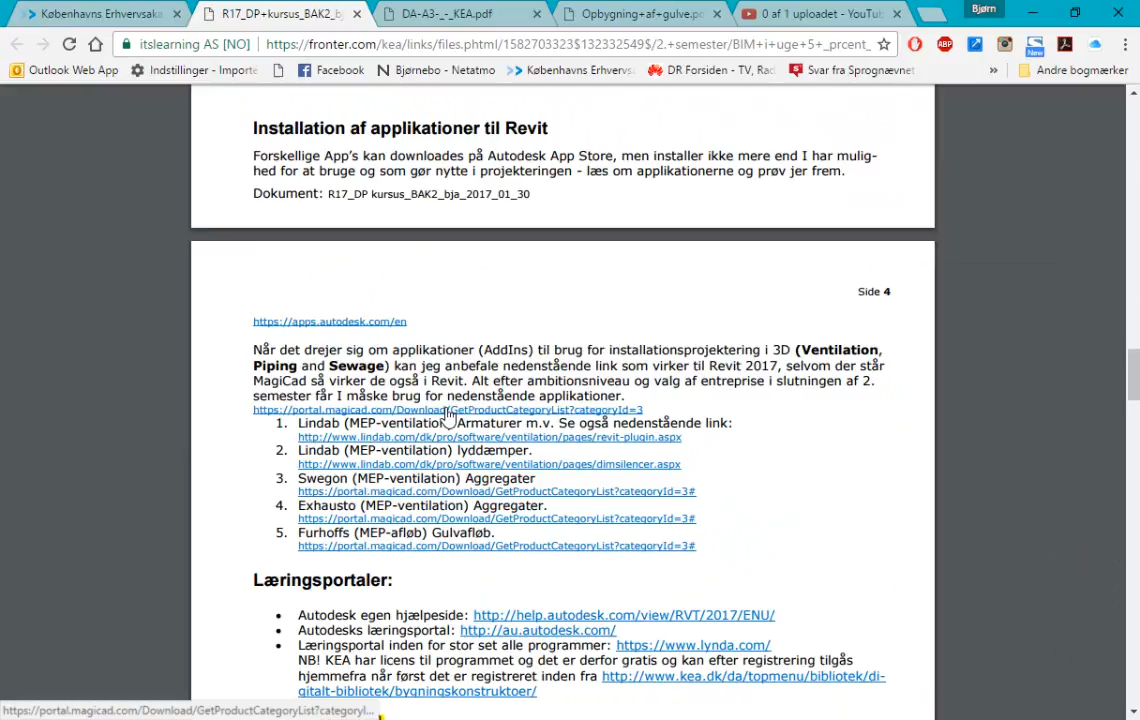 Bjørn
Københavns Erhvervsaka
R17_DP+kursus_BAK2_bj
DA-A3-_-_KEA.pdf
Opbygning+af+gulve.po
0 af 1 uploadet - YouTub
itslearning AS [NO]
https://fronter.com/kea/links/files.phtml/1582703323$132332549$/2.+semester/BIM+i+uge+5+_prcent_
ABP
New
Outlook Web App
Indstillinger - Importe
Facebook
Bjørnebo - Netatmo
Københavns Erhvervs
DR Forsiden - TV, Rad
Svar fra Sprognævnet
»
Andre bogmærker
Installation af applikationer til Revit
Forskellige App's kan downloades på Autodesk App Store, men installer ikke mere end I har mulig-
hed for at bruge og som gør nytte i projekteringen - læs om applikationerne og prøv jer frem.
Dokument: R17_DP kursus_BAK2_bja_2017_01_30
Side 4
https://apps.autodesk.com/en
Når det drejer sig om applikationer (AddIns) til brug for installationsprojektering i 3D (Ventilation,
Piping and Sewage) kan jeg anbefale nedenstående link som virker til Revit 2017, selvom der står
MagiCad så virker de også i Revit. Alt efter ambitionsniveau og valg af entreprise i slutningen af 2.
semester får I måske brug for nedenstående applikationer.
https://portal.magicad.com/Download/GetProductCategoryList?categoryId=3
1. Lindab (MEP-ventilation Armaturer m.v. Se også nedenstående link:
http://www.lindab.com/dk/pro/software/ventilation/pages/revit-plugin.aspx
2. Lindab (MEP-ventilation) lyddæmper.
http://www.lindab.com/dk/pro/software/ventilation/pages/dimsilencer.aspx
3. Swegon (MEP-ventilation) Aggregater
https://portal.magicad.com/Download/GetProductCategoryList?categoryId=3#
4. Exhausto (MEP-ventilation) Aggregater.
https://portal.magicad.com/Download/GetProductCategoryList?categoryId=3#
5. Furhoffs (MEP-afløb) Gulvafløb.
https://portal.magicad.com/Download/GetProductCategoryList?categoryId=3#
Læringsportaler:
• Autodesk egen hjælpeside: http://help.autodesk.com/view/RVT/2017/ENU/
• Autodesks læringsportal: http://au.autodesk.com/
• Læringsportal inden for stor set alle programmer: https://www.lynda.com/
NB! KEA har licens til programmet og det er derfor gratis og kan efter registrering tilgås
hjemmefra når først det er registreret inden fra http://www.kea.dk/da/topmenu/bibliotek/di-
gitalt-bibliotek/bygningskonstruktoer/
https://portal.magicad.com/Download/GetProductCategoryList?categoryI...